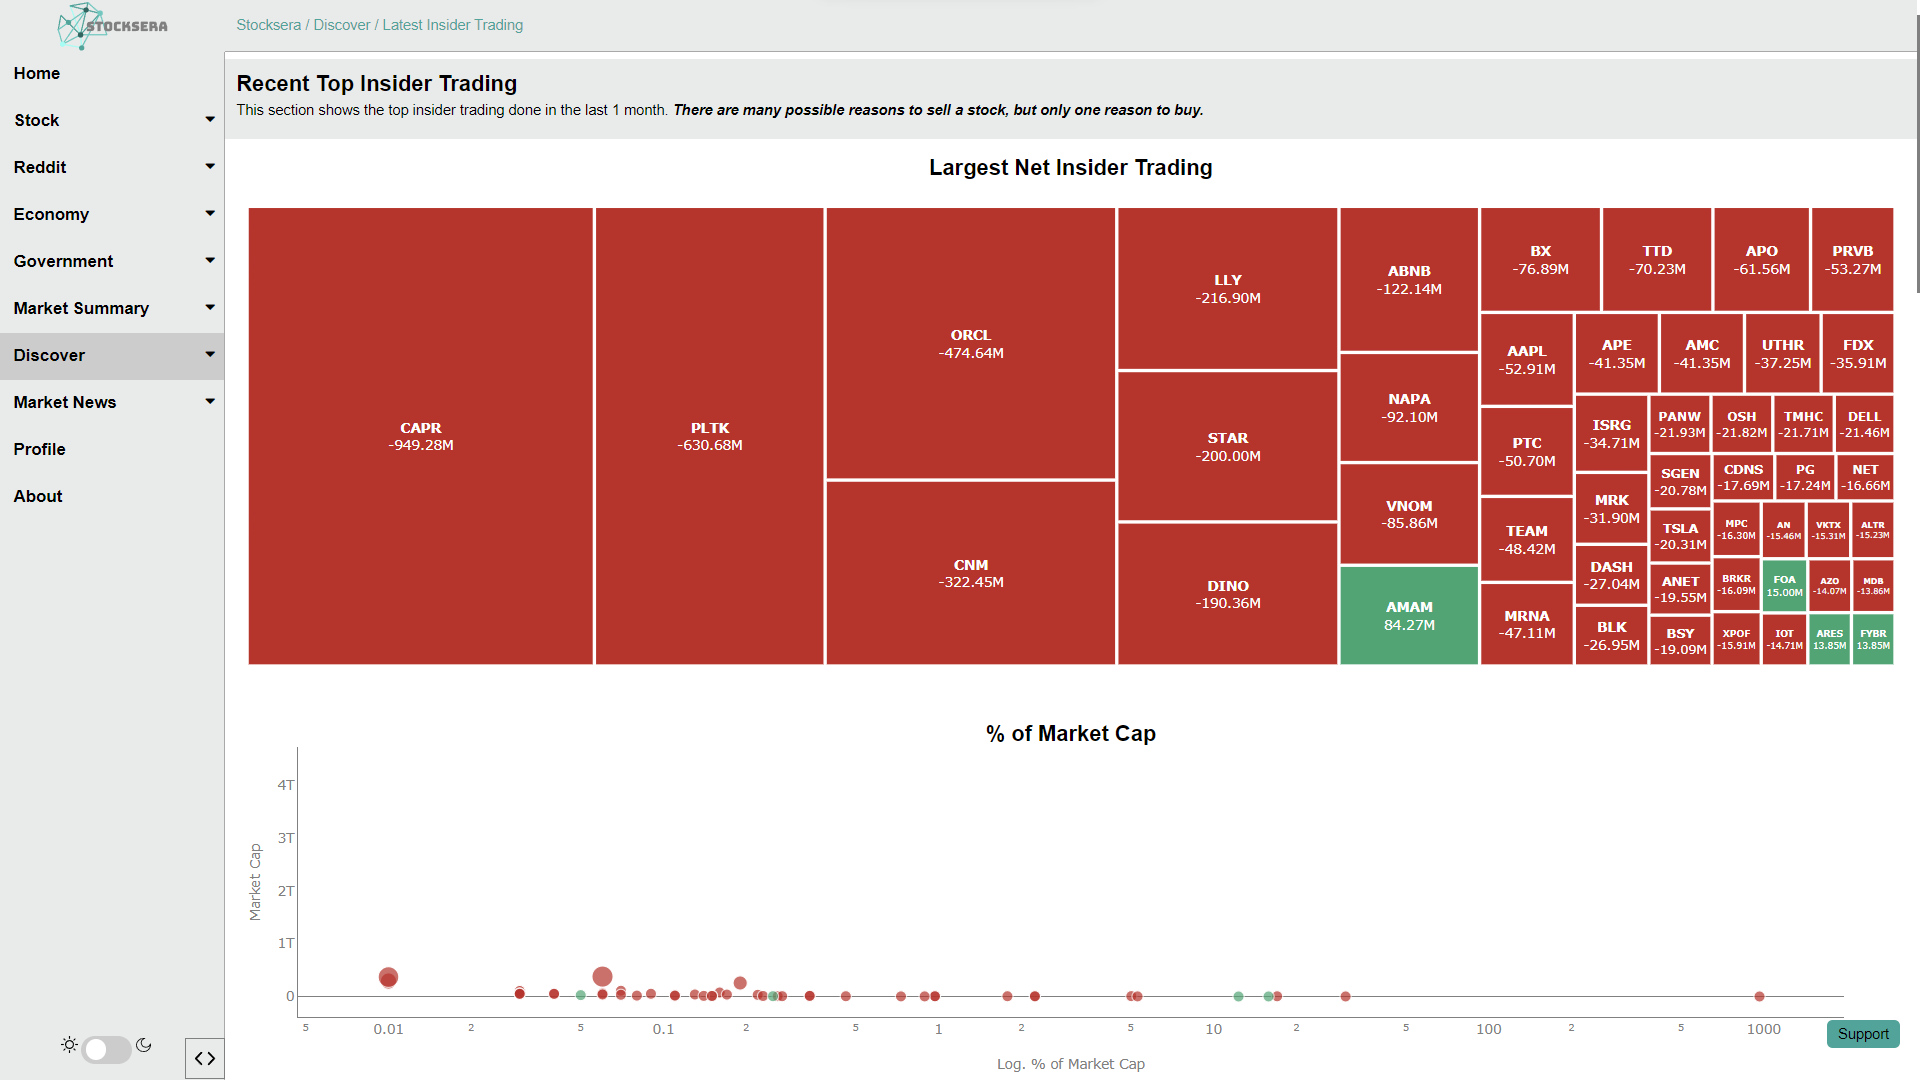 STOCKSERA
Stocksera / Discover / Latest Insider Trading
Home
Stock
Reddit
Economy
Government
Market Summary
Discover
Market News
Profile
About
Recent Top Insider Trading
This section shows the top insider trading done in the last 1 month. There are many possible reasons to sell a stock, but only one reason to buy.
Largest Net Insider Trading
CAPR
-949.28M
PLTK
-630.68M
ORCL
-474.64M
CNM
-322.45M
LLY
-216.90M
STAR
-200.00M
DINO
-190.36M
ABNB
-122.14M
NAPA
-92.10M
VNOM
-85.86M
AMAM
84.27M
BX
-76.89M
TTD
-70.23M
APO
-61.56M
PRVB
-53.27M
AAPL
-52.91M
PTC
-50.70M
TEAM
-48.42M
MRNA
-47.11M
APE
-41.35M
AMC
-41.35M
UTHR
-37.25M
FDX
-35.91M
ISRG
-34.71M
MRK
-31.90M
DASH
-27.04M
BLK
-26.95M
PANW
-21.93M
OSH
-21.82M
TMHC
-21.71M
DELL
-21.46M
SGEN
-20.78M
TSLA
-20.31M
ANET
-19.55M
BSY
-19.09M
CDNS
-17.69M
PG
-17.24M
NET
-16.66M
MPC
-16.30M
BRKR
-16.09M
XPOF
-15.91M
AN
-15.46M
VKTX
-15.31M
ALTR
-15.23M
FOA
15.00M
IOT
-14.71M
AZO
-14.07M
MDB
-13.86M
ARES
13.85M
FYBR
13.85M
% of Market Cap
Market Cap
4T
3T
2T
1T
0
5 0.01 2 5 0.1 2 5 1 2 5 10 2 5 100 2 5 1000
Log. % of Market Cap
Support